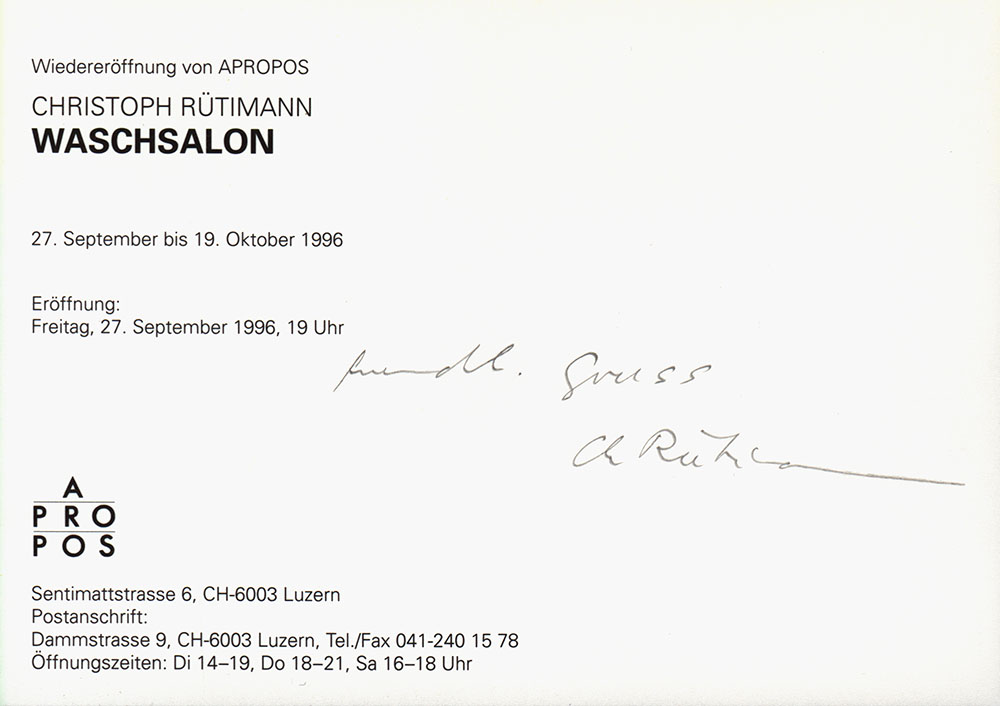 Wiedereröffnung von APROPOS
CHRISTOPH RÜTIMANN
WASCHSALON
27. September bis 19. Oktober 1996
Eröffnung:
Freitag, 27. September 1996, 19 Uhr
freundl. Gruss
Ch Rütimann
A
PRO
POS
Sentimattstrasse 6, CH-6003 Luzern
Postanschrift:
Dammstrasse 9, CH-6003 Luzern, Tel./Fax 041-240 15 78
Öffnungszeiten: Di 14–19, Do 18–21, Sa 16–18 Uhr